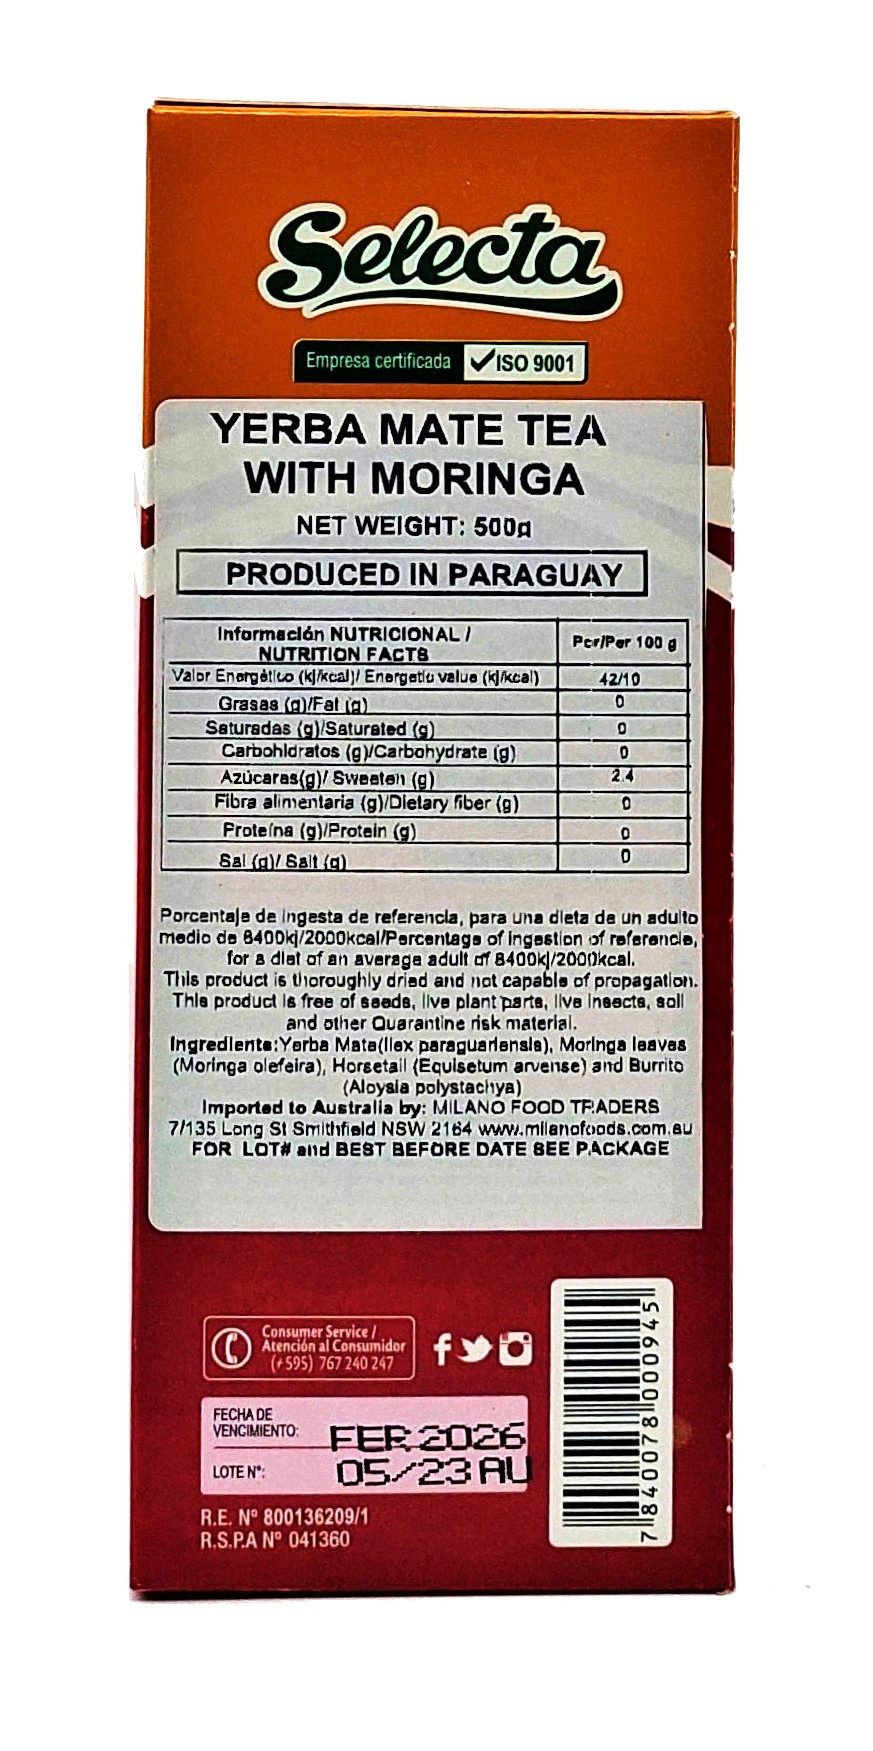 Selecta
Empresa certificada ✓ISO 9001
YERBA MATE TEA
WITH MORINGA
NET WEIGHT: 500g
PRODUCED IN PARAGUAY
Información NUTRICIONAL /
NUTRITION FACTS
Por/Per 100 g
Valor Energético (kj/kcal)/ Energetic value (kj/kcal) 42/10
Grasas (g)/Fat (g) 0
Saturadas (g)/Saturated (g) 0
Carbohidratos (g)/Carbohydrate (g) 0
Azúcares(g)/ Sweeten (g) 2.4
Fibra alimentaria (g)/Dietary fiber (g) 0
Proteína (g)/Protein (g) 0
Sal (g)/ Salt (g) 0
Porcentaje de ingesta de referencia, para una dieta de un adulto
medio de 8400kj/2000kcal/Percentage of ingestion of referencie,
for a diet of an average adult of 8400kj/2000kcal.
This product is thoroughly dried and not capable of propagation.
This product is free of seeds, live plant parts, live insects, soil
and other Quarantine risk material.
Ingredients:Yerba Mate(Ilex paraguariensis), Moringa leaves
(Moringa olefeira), Horsetail (Equisetum arvense) and Burrito
(Aloysia polystachya)
Imported to Australia by: MILANO FOOD TRADERS
7/135 Long St Smithfield NSW 2164 www.milanofoods.com.au
FOR LOT# and BEST BEFORE DATE SEE PACKAGE
Consumer Service /
Atención al Consumidor
(+595) 767 240 247
FECHA DE
VENCIMIENTO: FEB 2026
LOTE N°: 05/23 AU
R.E. N° 800136209/1
R.S.P.A N° 041360
7 840078 000945